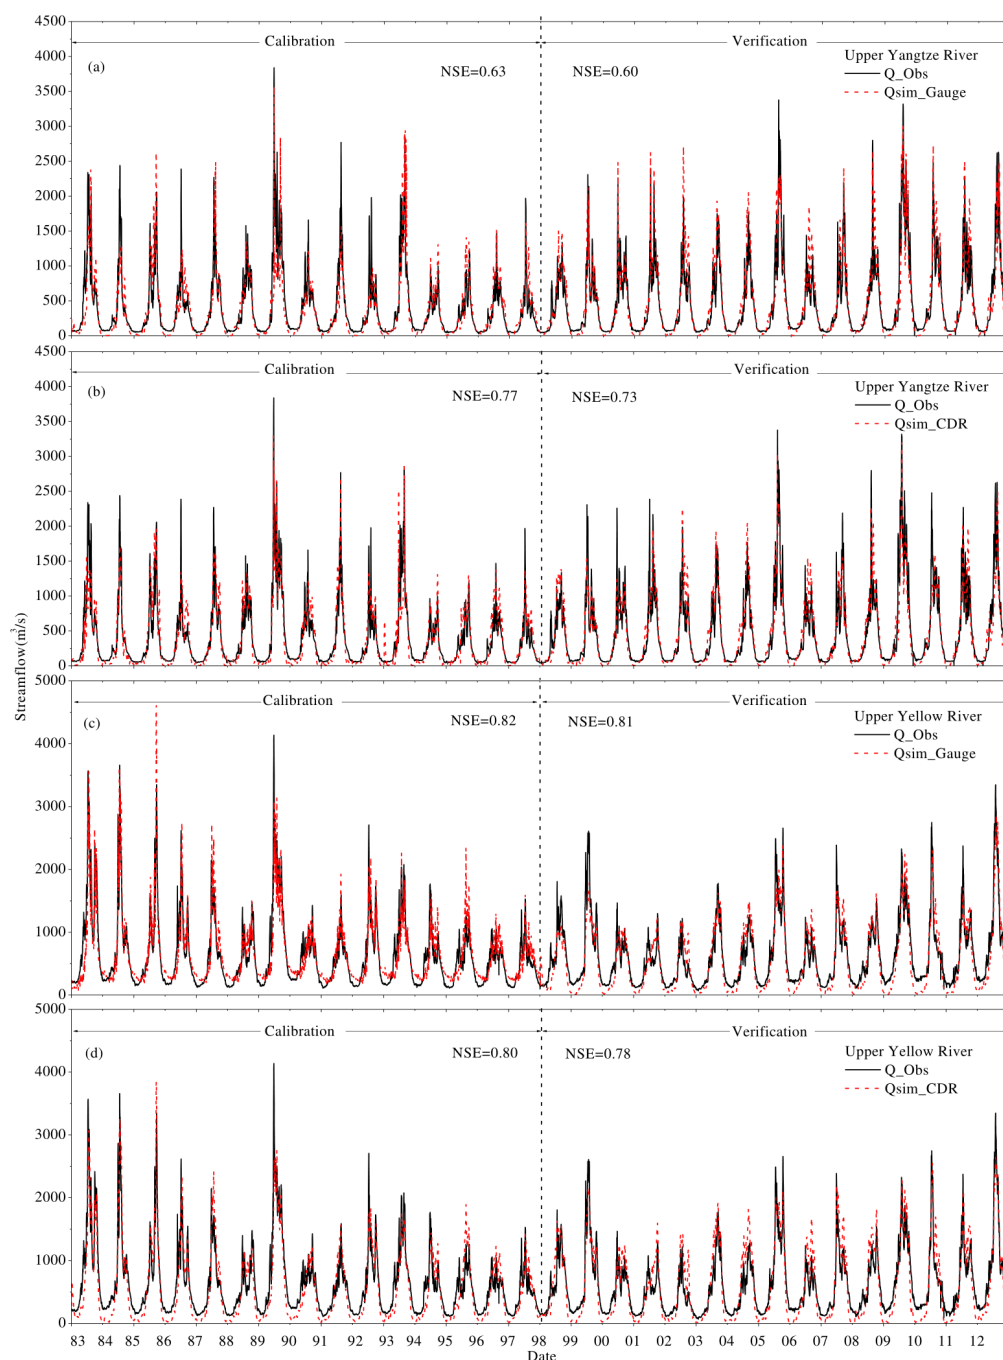 4500
4000
3500
3000
2500
2000
1500
1000
500
0
Calibration
Verification
(a)
NSE=0.63
NSE=0.60
Upper Yangtze River
Q_Obs
Qsim_Gauge
4500
4000
3500
3000
2500
2000
1500
1000
500
0
Calibration
Verification
(b)
NSE=0.77
NSE=0.73
Upper Yangtze River
Q_Obs
Qsim_CDR
Streamflow(m³/s)
5000
4000
3000
2000
1000
0
Calibration
Verification
(c)
NSE=0.82
NSE=0.81
Upper Yellow River
Q_Obs
Qsim_Gauge
5000
4000
3000
2000
1000
0
Calibration
Verification
(d)
NSE=0.80
NSE=0.78
Upper Yellow River
Q_Obs
Qsim_CDR
83 84 85 86 87 88 89 90 91 92 93 94 95 96 97 98 99 00 01 02 03 04 05 06 07 08 09 10 11 12
Date